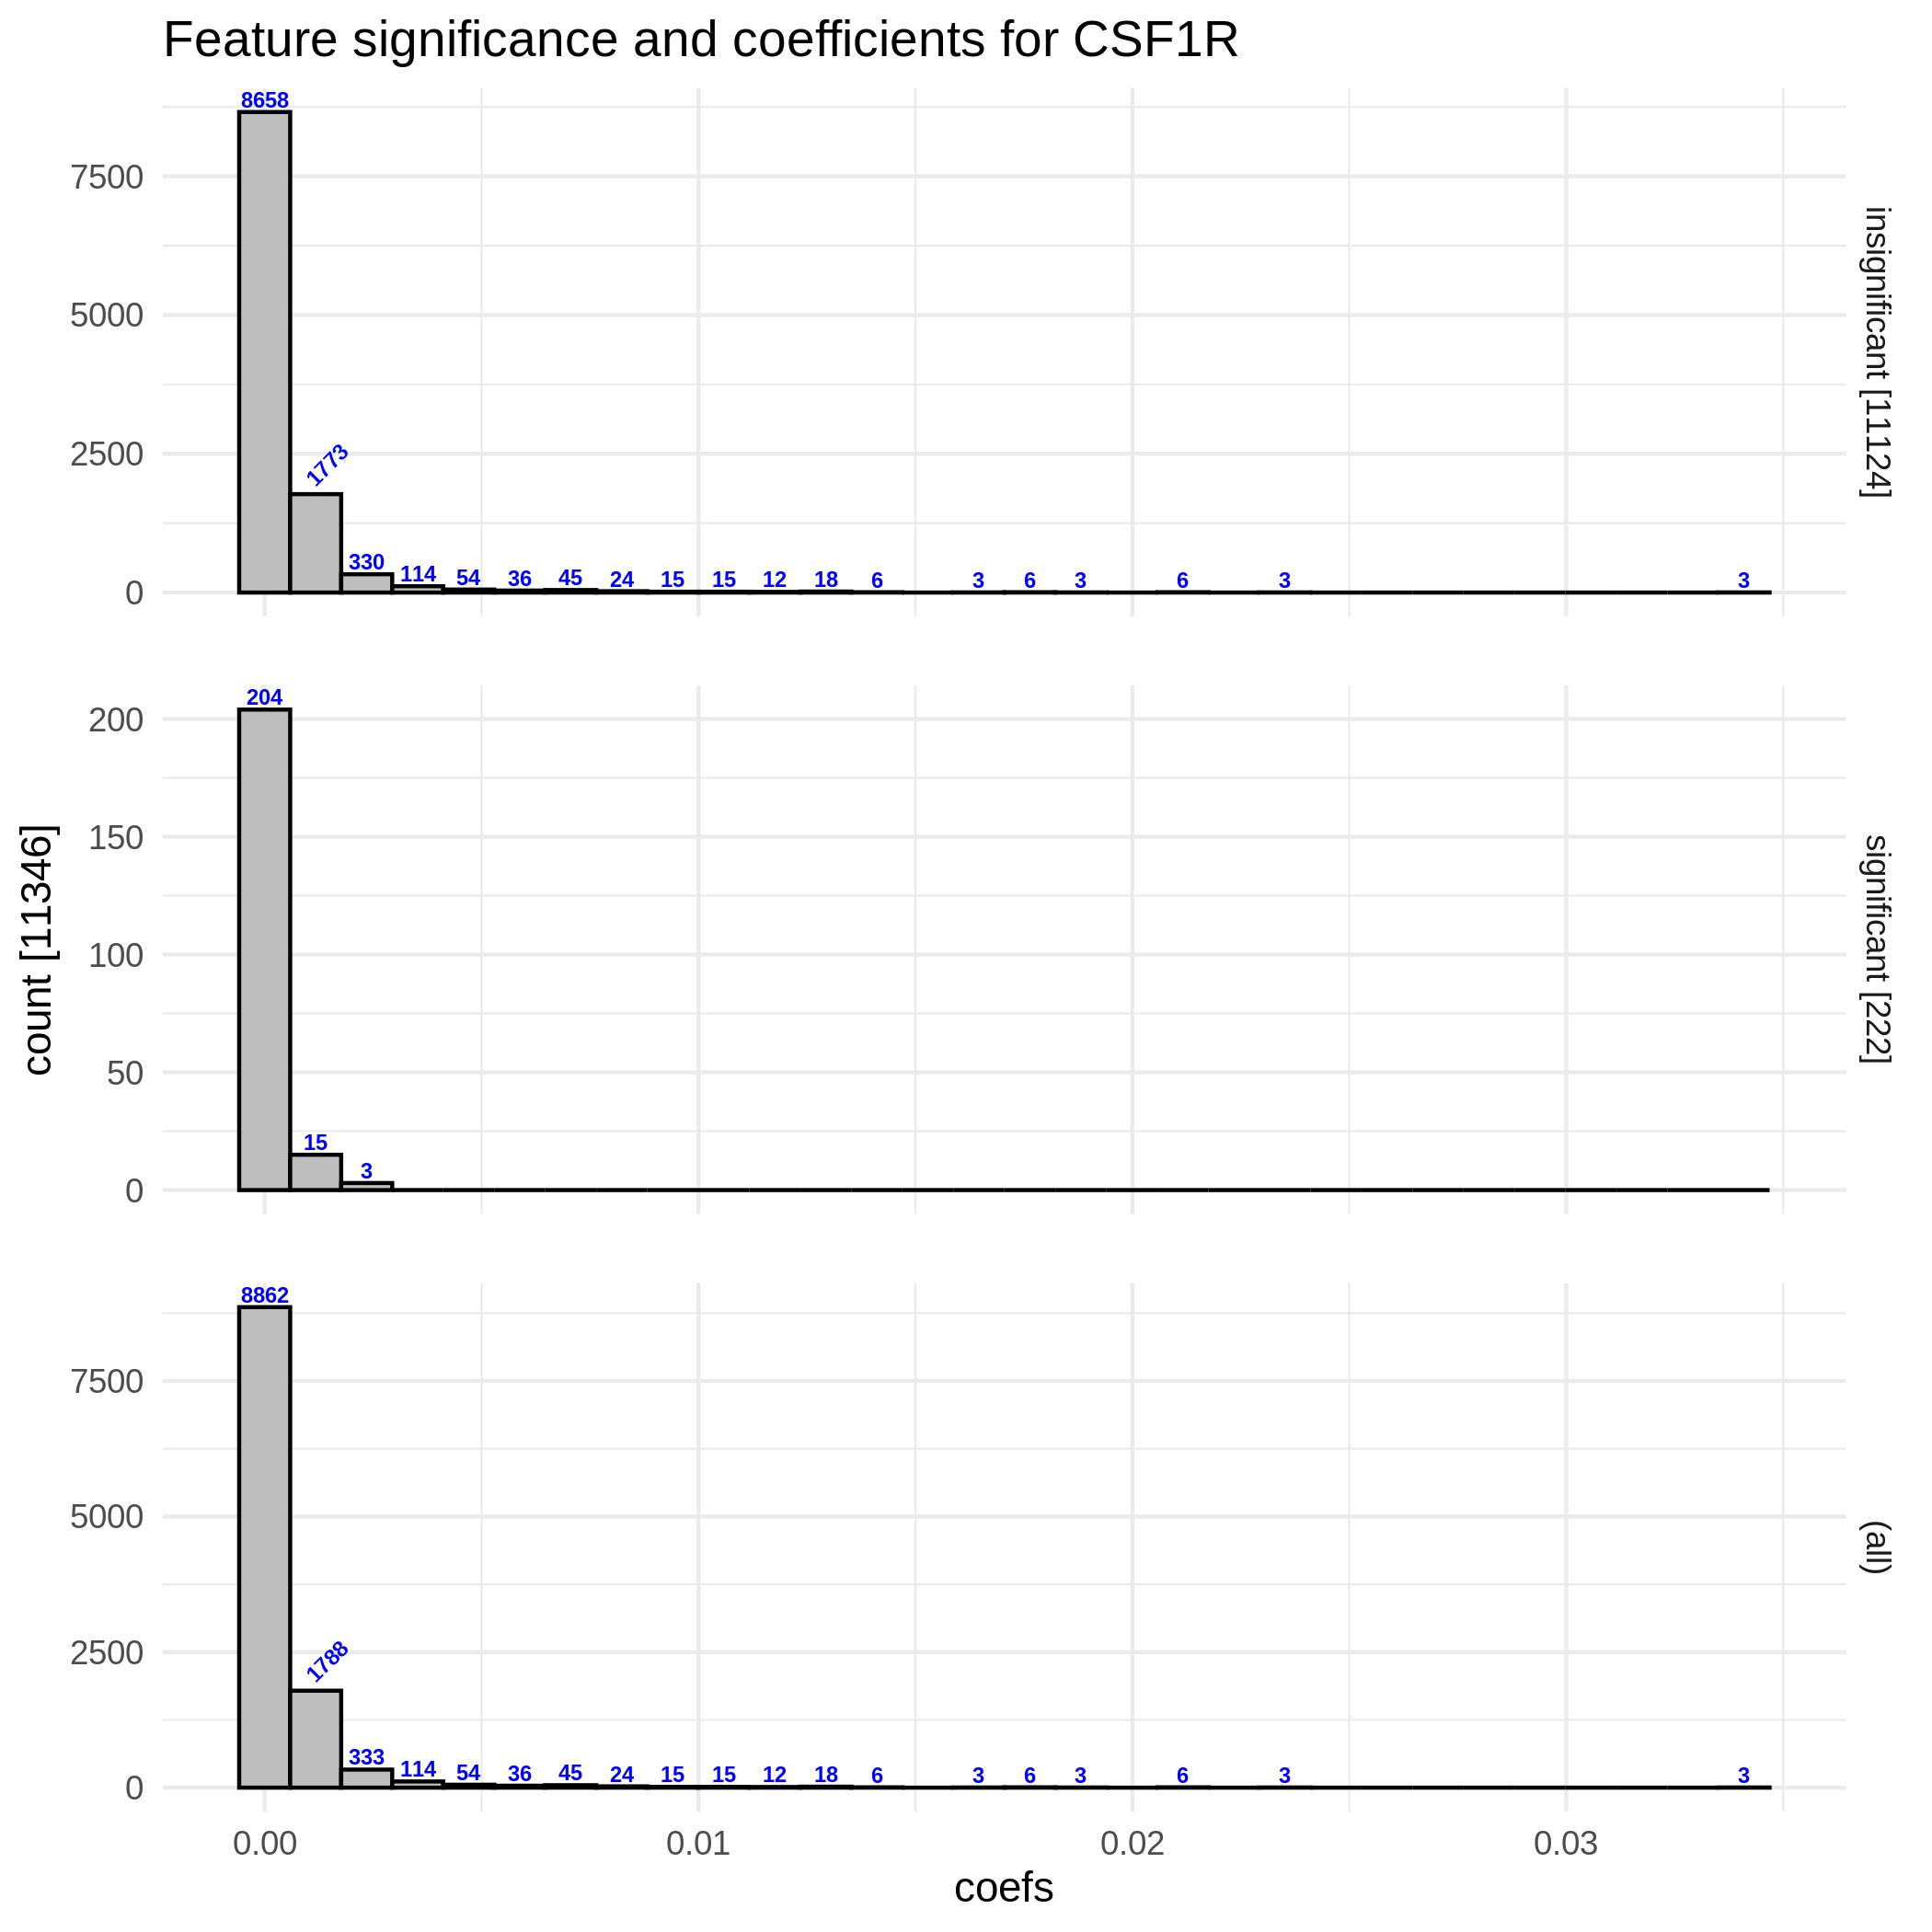 Feature significance and coefficients for CSF1R
8658
7500
5000
2500
1773
330 114 54 36 45 24 15 15 12 18 6 3 6 3 6 3 3
0
insignificant [11124]
204
200
150
100
50
15
3
0
significant [222]
count [11346]
8862
7500
5000
2500
1788
333 114 54 36 45 24 15 15 12 18 6 3 6 3 6 3 3
0
(all)
0.00 0.01 0.02 0.03
coefs